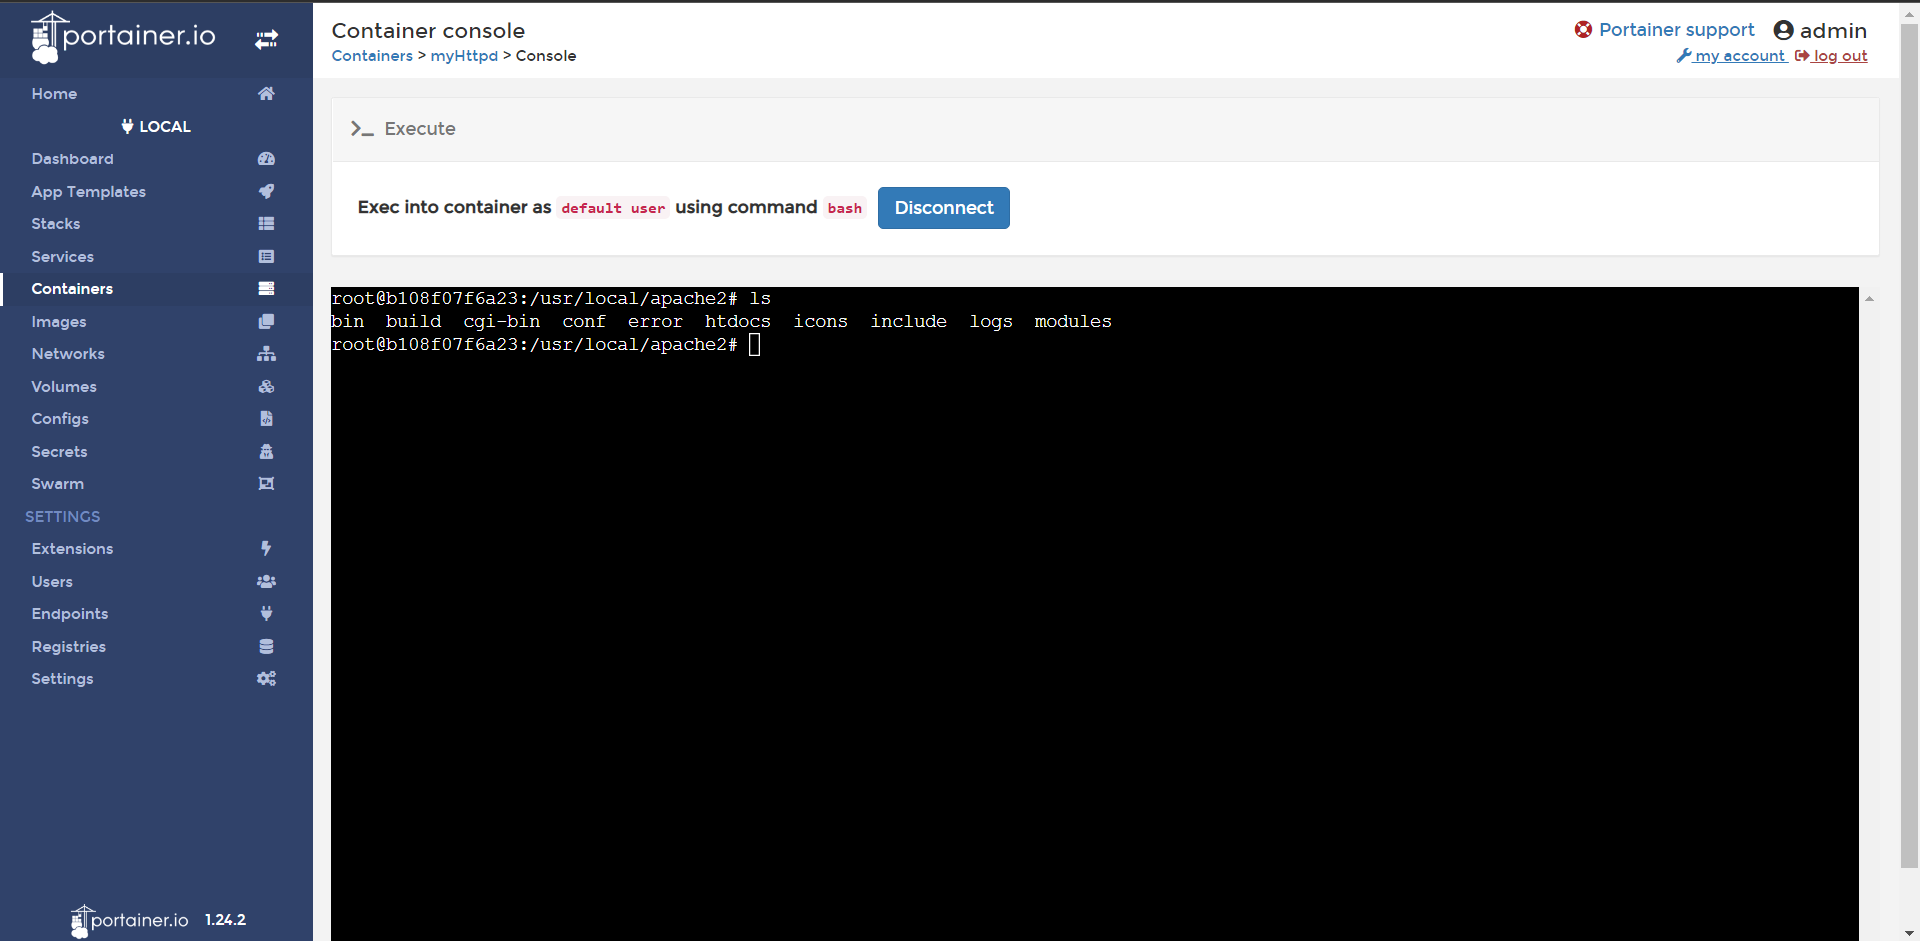 portainer.io
Home
LOCAL
Dashboard
App Templates
Stacks
Services
Containers
Images
Networks
Volumes
Configs
Secrets
Swarm
SETTINGS
Extensions
Users
Endpoints
Registries
Settings
portainer.io 1.24.2
Container console
Containers > myHttpd > Console
Portainer support admin
my account log out
>_ Execute
Exec into container as default user using command bash Disconnect
root@b108f07f6a23:/usr/local/apache2# ls
bin build cgi-bin conf error htdocs icons include logs modules
root@b108f07f6a23:/usr/local/apache2#